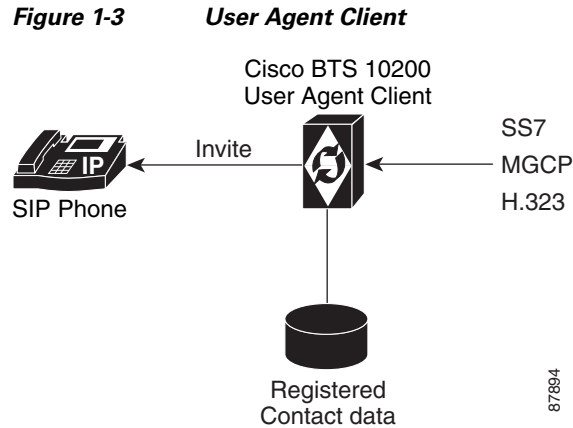 Figure 1-3 User Agent Client
Cisco BTS 10200
User Agent Client
Invite
IP
SIP Phone
SS7
MGCP
H.323
Registered
Contact data
87894